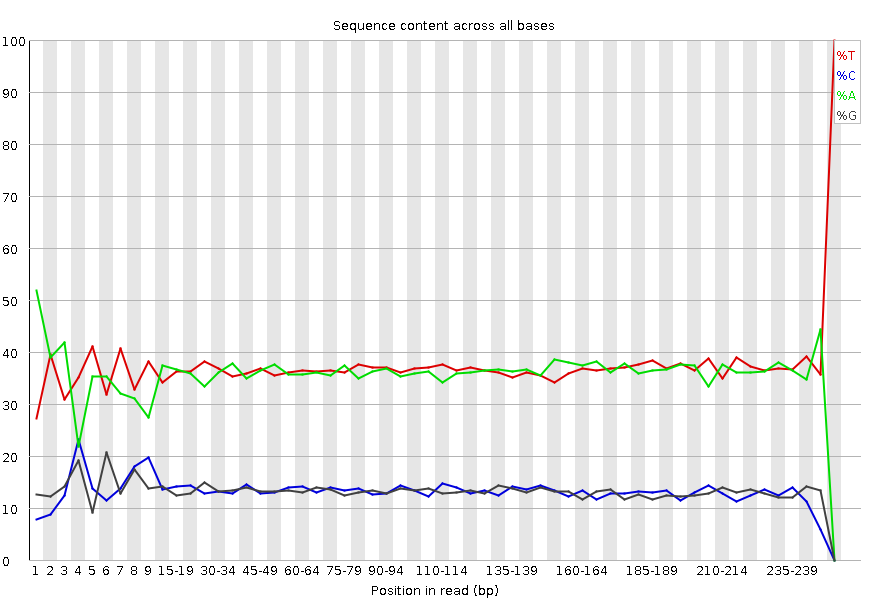 Sequence content across all bases
100
90
80
70
60
50
40
30
20
10
0
%T
%C
%A
%G
1 2 3 4 5 6 7 8 9 15-19 30-34 45-49 60-64 75-79 90-94 110-114 135-139 160-164 185-189 210-214 235-239
Position in read (bp)